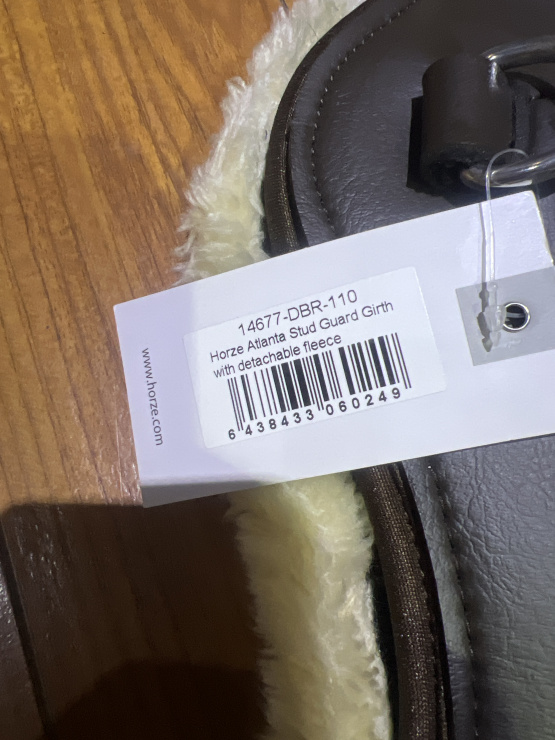 14677-DBR-110
Horze Atlanta Stud Guard Girth
with detachable fleece
6 438433 060249
www.horze.com